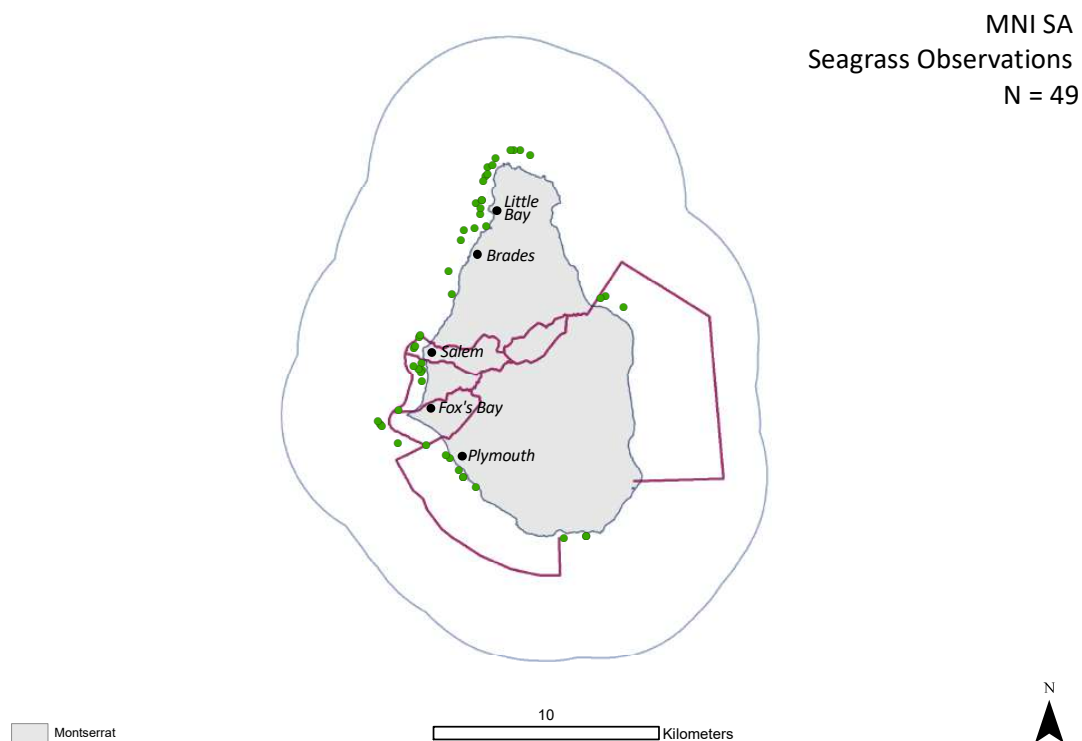 MNI SA
Seagrass Observations
N = 49
Little
Bay
Brades
Salem
Fox's Bay
Plymouth
N
10
Kilometers
Montserrat